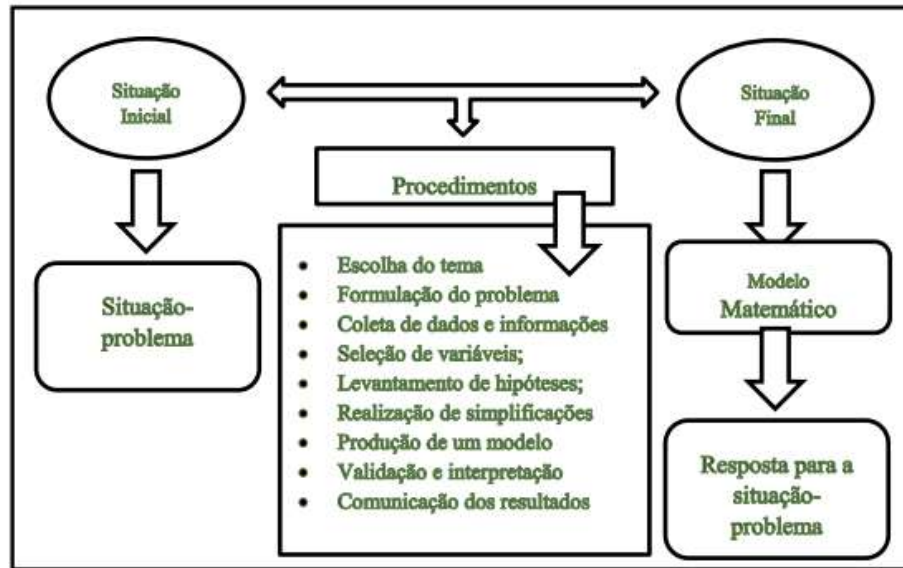 Situação
Inicial
Situação-
problema
Procedimentos
• Escolha do tema
• Formulação do problema
• Coleta de dados e informações
• Seleção de variáveis;
• Levantamento de hipóteses;
• Realização de simplificações
• Produção de um modelo
• Validação e interpretação
• Comunicação dos resultados
Situação
Final
Modelo
Matemático
Resposta para a
situação-
problema